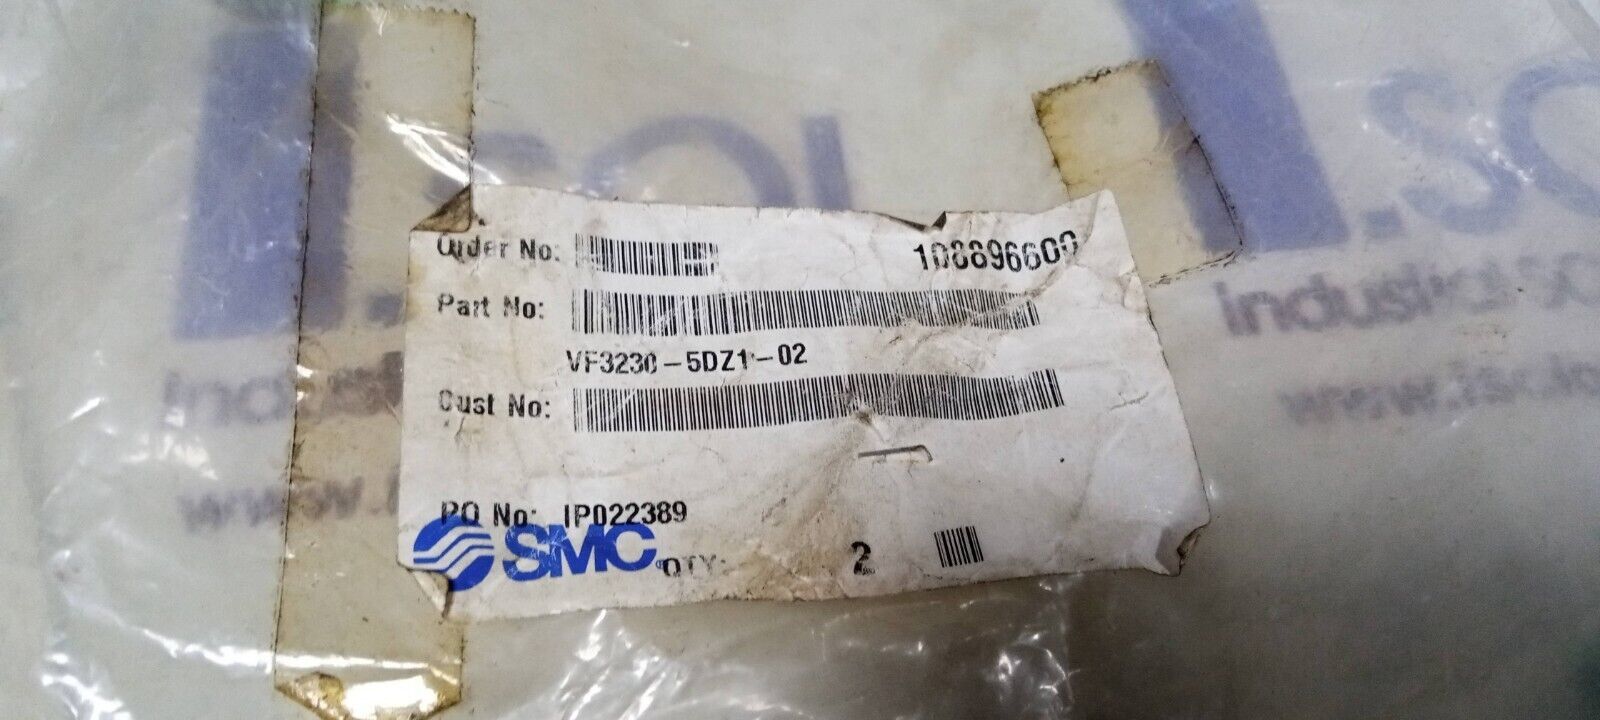 Order No: 108896600
Part No:
VF3230-5DZ1-02
Cust No:
PO No: IP022389
SMC QTY: 2